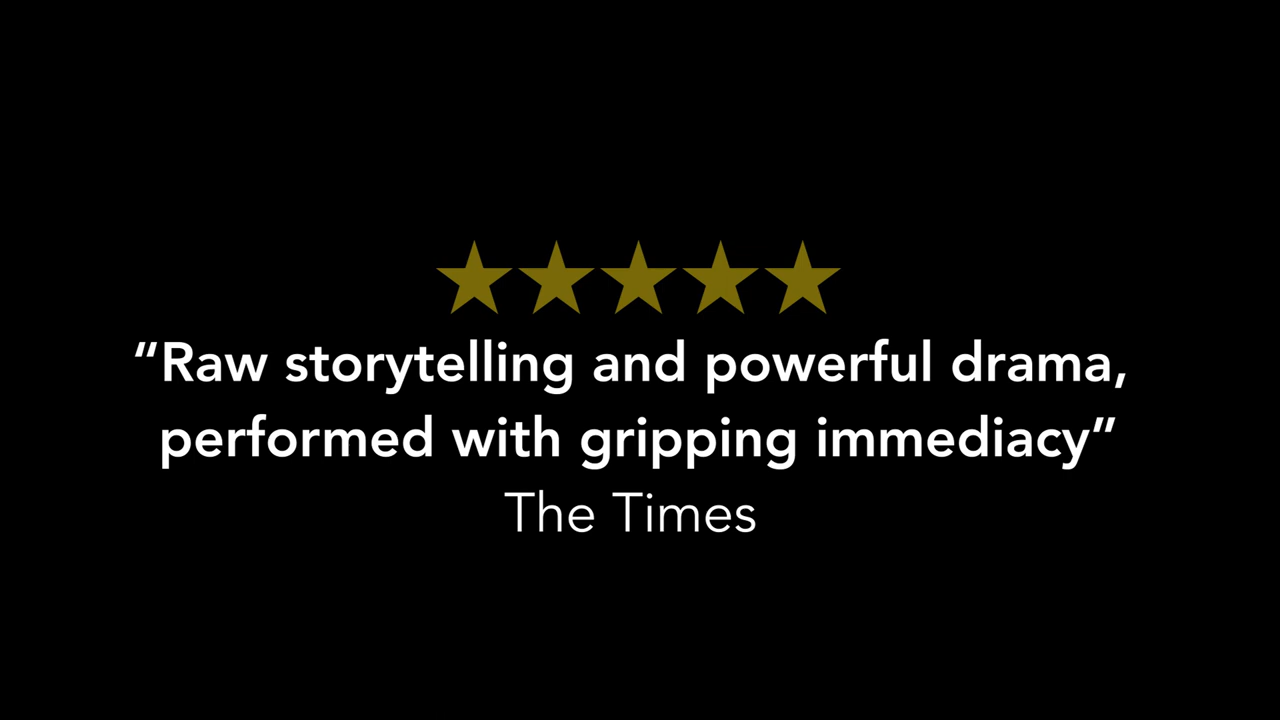 ★★★★★
“Raw storytelling and powerful drama,
performed with gripping immediacy”
The Times